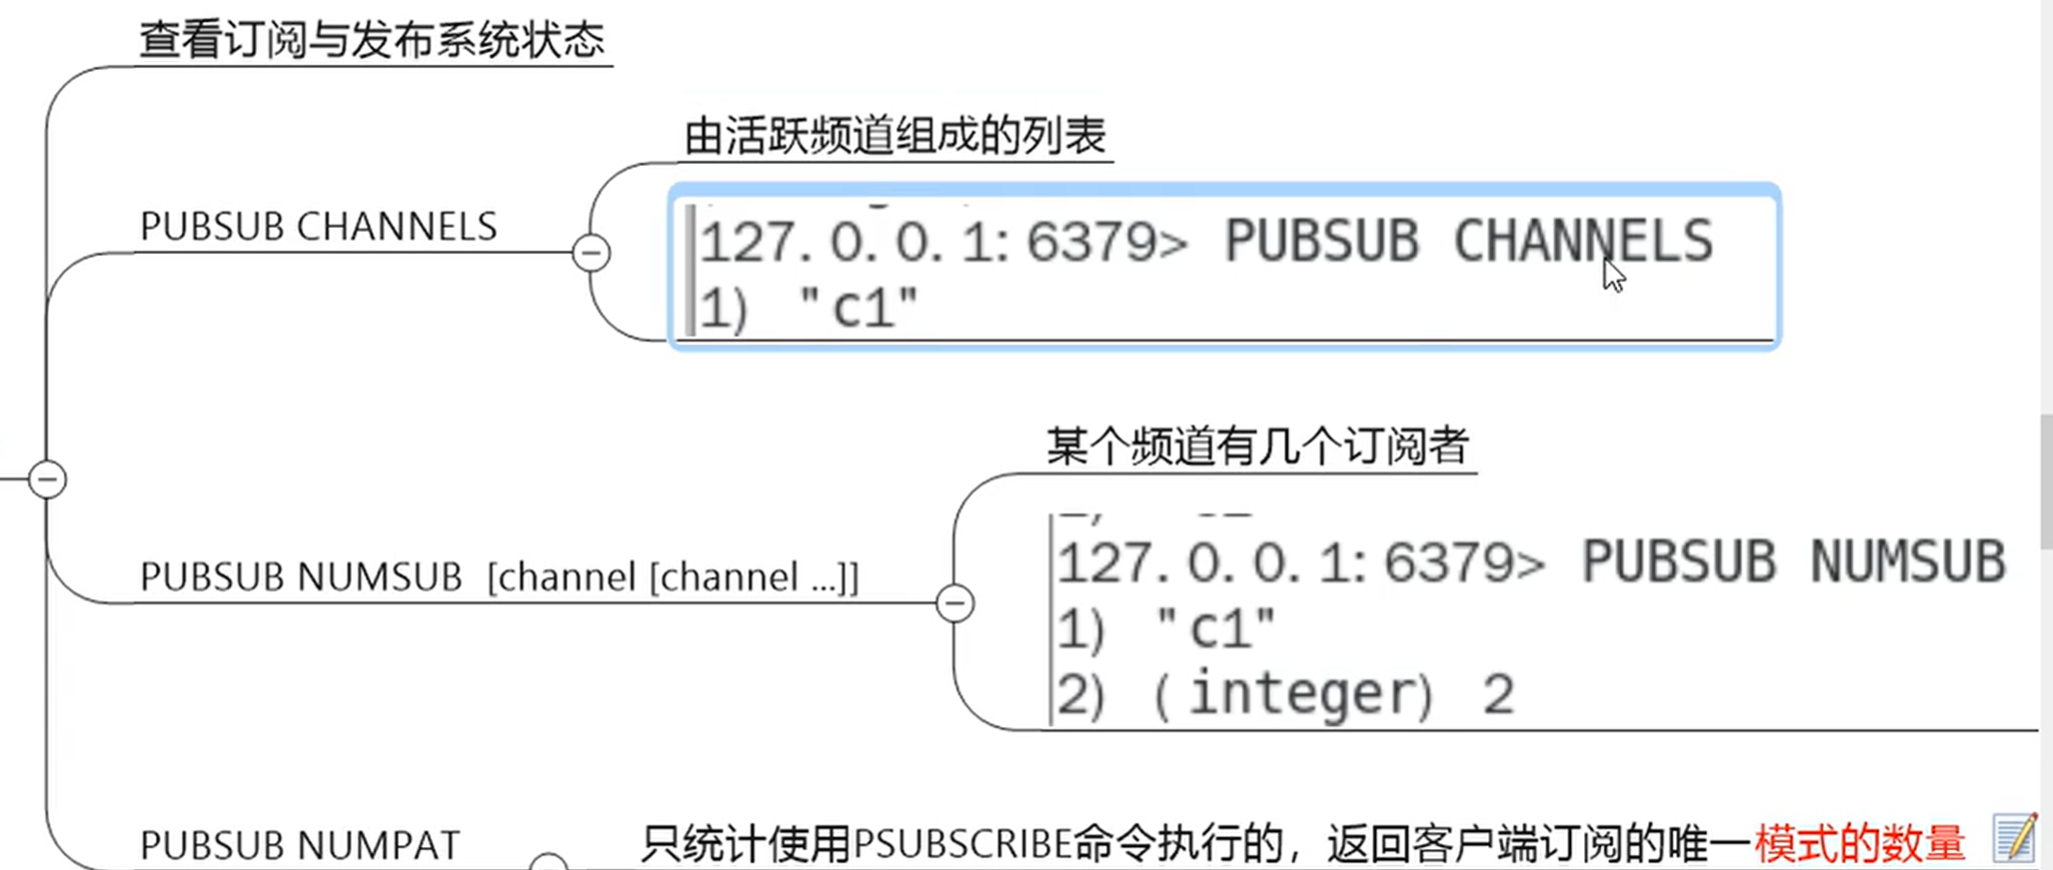 查看订阅与发布系统状态
由活跃频道组成的列表
PUBSUB CHANNELS
127.0.0.1:6379> PUBSUB CHANNELS
1) "c1"
某个频道有几个订阅者
PUBSUB NUMSUB [channel [channel ...]]
127.0.0.1:6379> PUBSUB NUMSUB
1) "c1"
2) (integer) 2
PUBSUB NUMPAT
只统计使用PSUBSCRIBE命令执行的，返回客户端订阅的唯一模式的数量